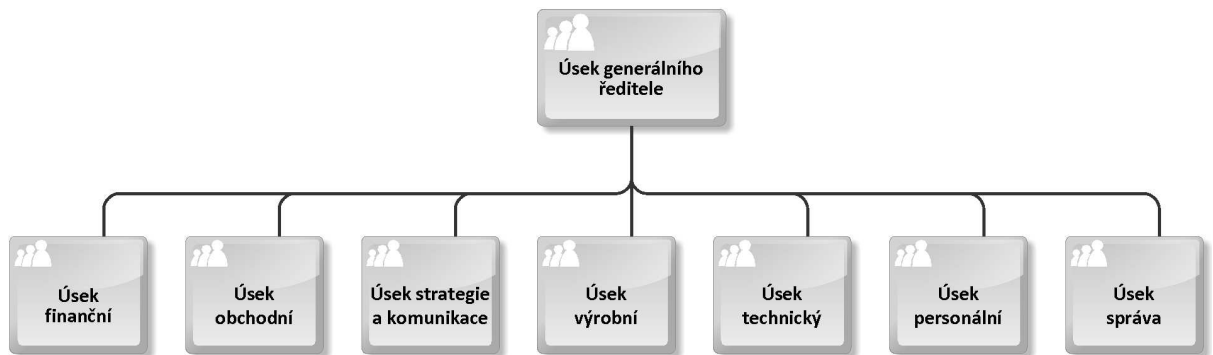 Úsek generálního
ředitele
Úsek
finanční
Úsek
obchodní
Úsek strategie
a komunikace
Úsek
výrobní
Úsek
technický
Úsek
personální
Úsek
správa